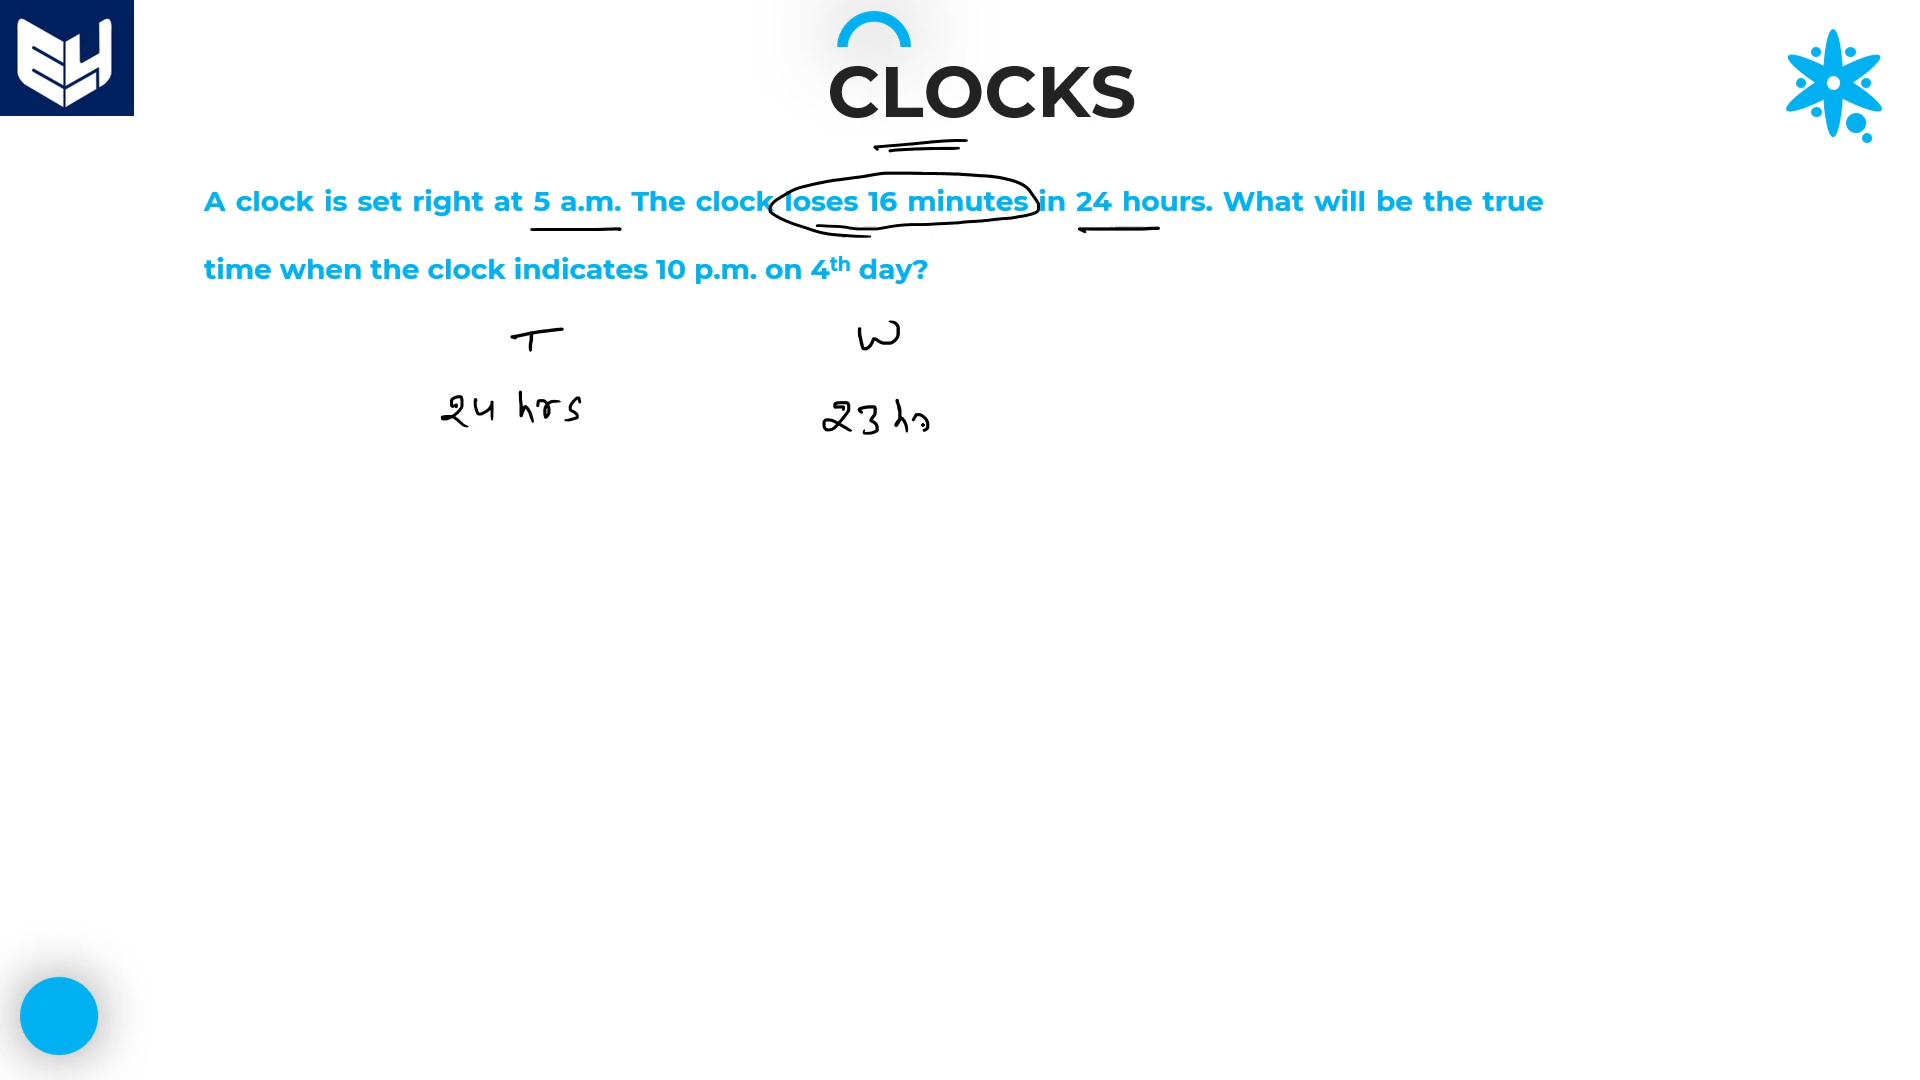 CLOCKS
A clock is set right at 5 a.m. The clock loses 16 minutes in 24 hours. What will be the true
time when the clock indicates 10 p.m. on 4th day?
T W
24 hrs 23 hr